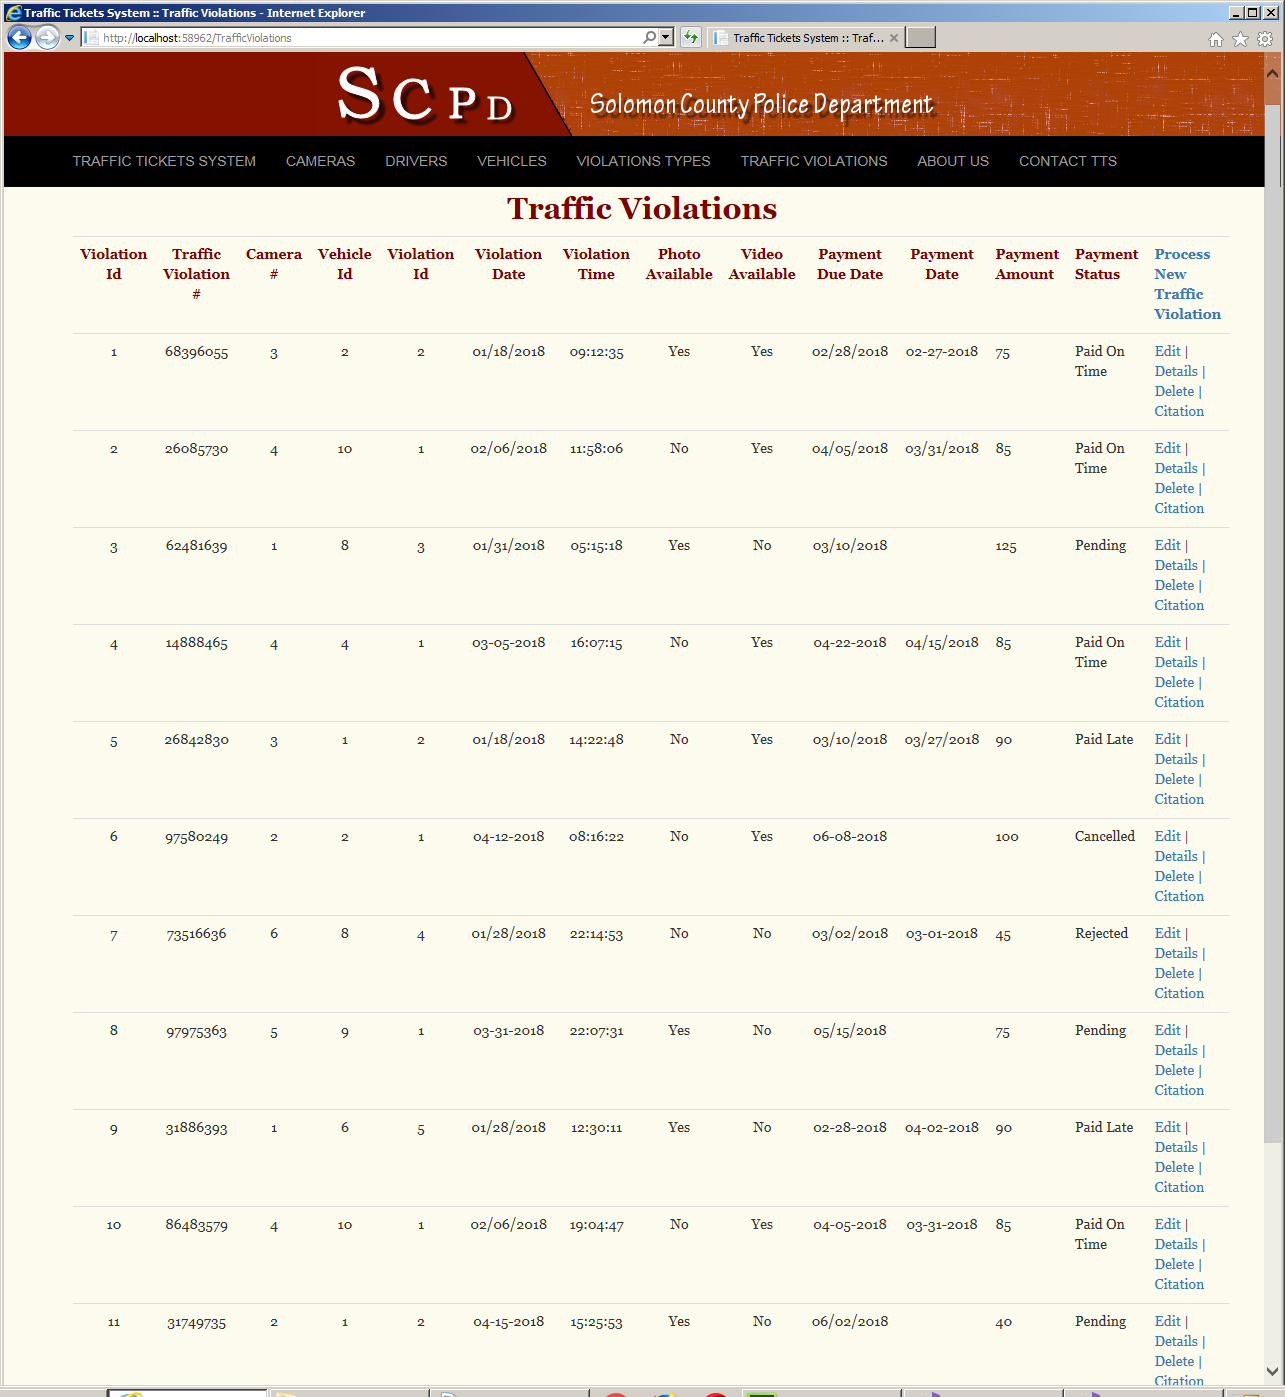 Traffic Tickets System :: Traffic Violations - Internet Explorer
http://localhost:58962/TrafficViolations
Traffic Tickets System :: Traf...
SCPD
Solomon County Police Department
TRAFFIC TICKETS SYSTEM CAMERAS DRIVERS VEHICLES VIOLATIONS TYPES TRAFFIC VIOLATIONS ABOUT US CONTACT TTS
Traffic Violations
Violation Traffic Camera Vehicle Violation Violation Violation Photo Video Payment Payment Payment Payment Process
Id Violation # Id Id Date Time Available Available Due Date Date Amount Status New
# Traffic
Violation
1 68396055 3 2 2 01/18/2018 09:12:35 Yes Yes 02/28/2018 02-27-2018 75 Paid On Edit |
Time Details |
Delete |
Citation
2 26085730 4 10 1 02/06/2018 11:58:06 No Yes 04/05/2018 03/31/2018 85 Paid On Edit |
Time Details |
Delete |
Citation
3 62481639 1 8 3 01/31/2018 05:15:18 Yes No 03/10/2018 125 Pending Edit |
Details |
Delete |
Citation
4 14888465 4 4 1 03-05-2018 16:07:15 No Yes 04-22-2018 04/15/2018 85 Paid On Edit |
Time Details |
Delete |
Citation
5 26842830 3 1 2 01/18/2018 14:22:48 No Yes 03/10/2018 03/27/2018 90 Paid Late Edit |
Details |
Delete |
Citation
6 97580249 2 2 1 04-12-2018 08:16:22 No Yes 06-08-2018 100 Cancelled Edit |
Details |
Delete |
Citation
7 73516636 6 8 4 01/28/2018 22:14:53 No No 03/02/2018 03-01-2018 45 Rejected Edit |
Details |
Delete |
Citation
8 97975363 5 9 1 03-31-2018 22:07:31 Yes No 05/15/2018 75 Pending Edit |
Details |
Delete |
Citation
9 31886393 1 6 5 01/28/2018 12:30:11 Yes No 02-28-2018 04-02-2018 90 Paid Late Edit |
Details |
Delete |
Citation
10 86483579 4 10 1 02/06/2018 19:04:47 No Yes 04-05-2018 03-31-2018 85 Paid On Edit |
Time Details |
Delete |
Citation
11 31749735 2 1 2 04-15-2018 15:25:53 Yes No 06/02/2018 40 Pending Edit |
Details |
Delete |
Citation